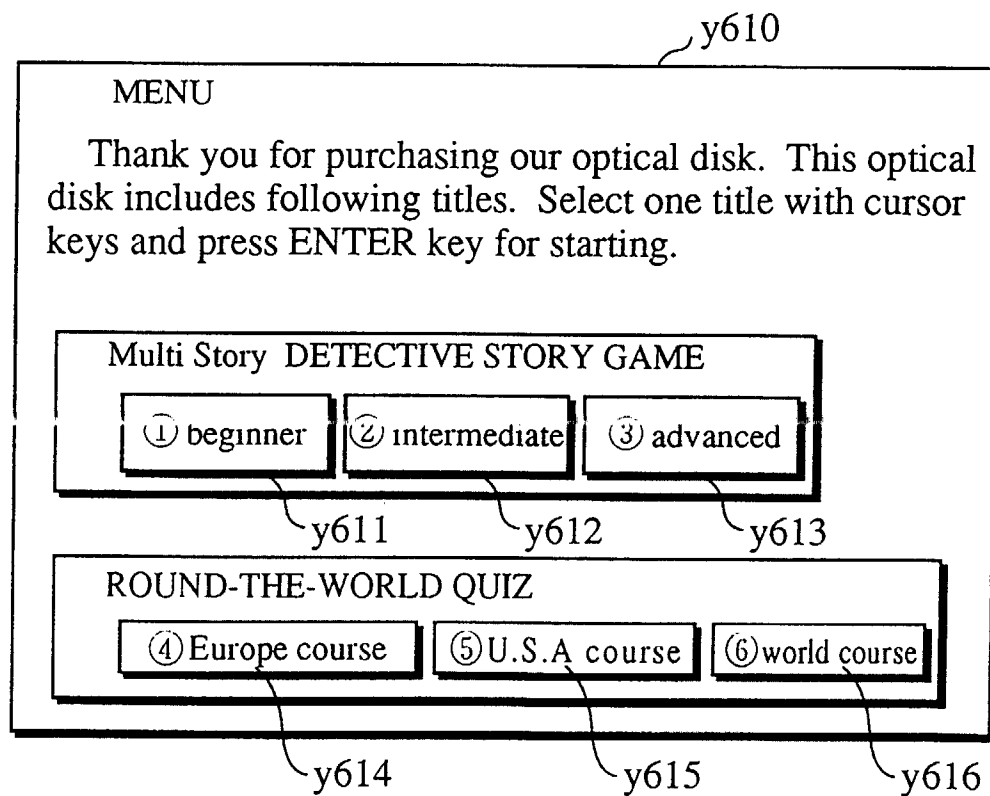 y610
MENU
Thank you for purchasing our optical disk. This optical
disk includes following titles. Select one title with cursor
keys and press ENTER key for starting.
Multi Story DETECTIVE STORY GAME
① beginner ② intermediate ③ advanced
y611 y612 y613
ROUND-THE-WORLD QUIZ
④ Europe course ⑤ U.S.A course ⑥ world course
y614 y615 y616